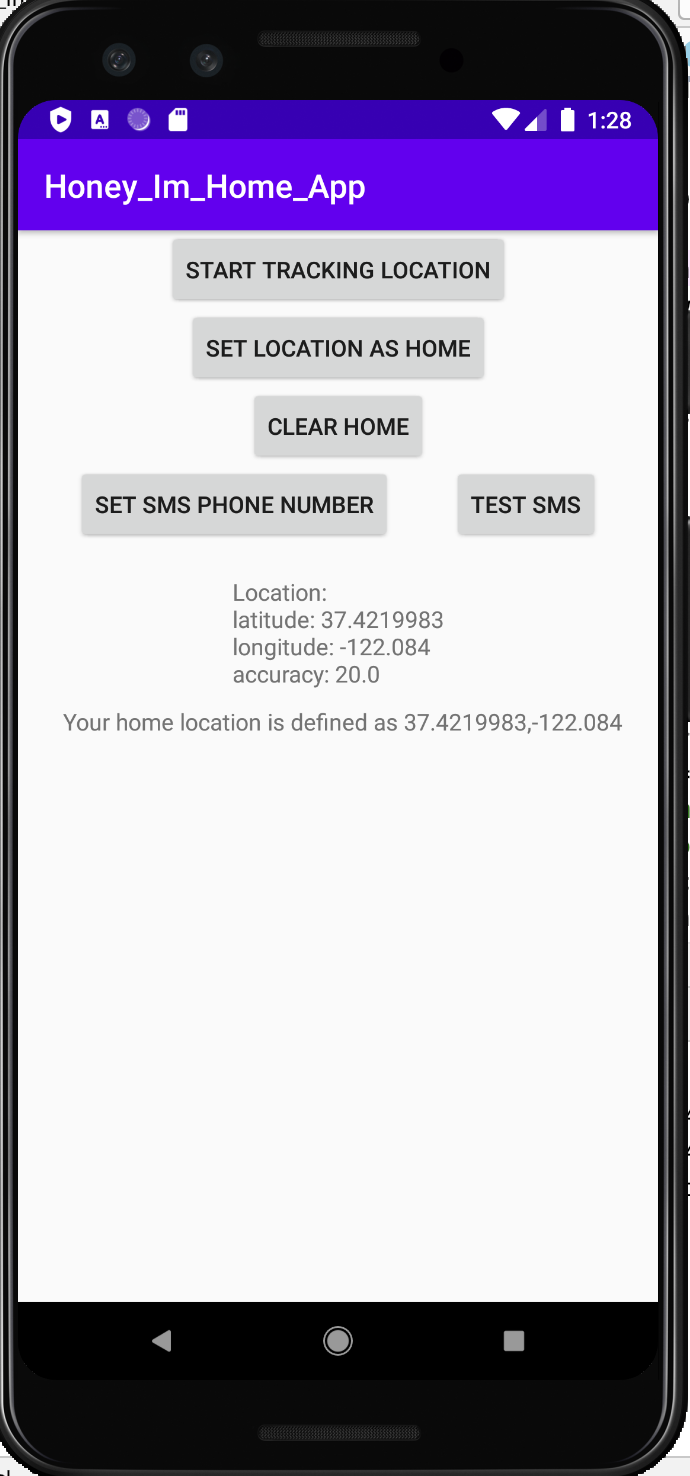 1:28
Honey_Im_Home_App
START TRACKING LOCATION
SET LOCATION AS HOME
CLEAR HOME
SET SMS PHONE NUMBER
TEST SMS
Location:
latitude: 37.4219983
longitude: -122.084
accuracy: 20.0
Your home location is defined as 37.4219983,-122.084